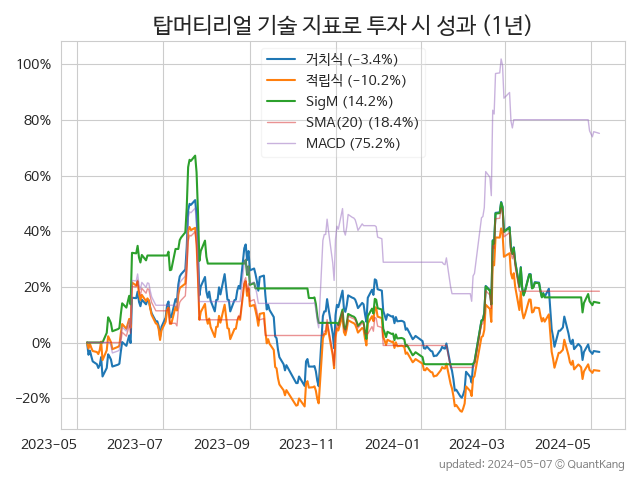 탑머티리얼 기술 지표로 투자 시 성과 (1년)
거치식 (−3.4%)
적립식 (−10.2%)
SigM (14.2%)
SMA(20) (18.4%)
MACD (75.2%)
100%
80%
60%
40%
20%
0%
−20%
2023-05 2023-07 2023-09 2023-11 2024-01 2024-03 2024-05
updated: 2024-05-07 © QuantKang